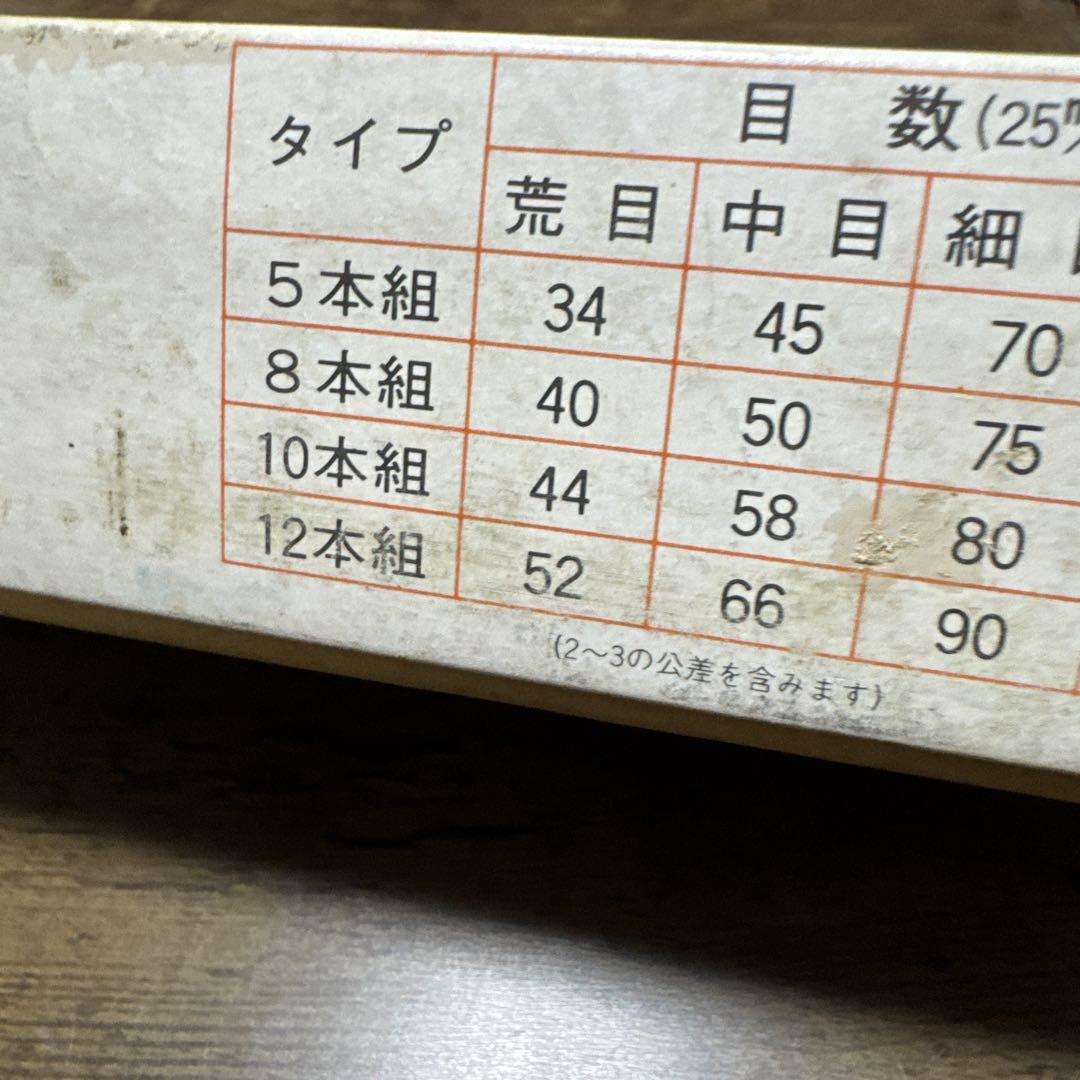 タイプ 目 数(25㎜
荒 目 中 目 細
5本組 34 45 70
8本組 40 50 75
10本組 44 58 80
12本組 52 66 90
(2〜3の公差を含みます)